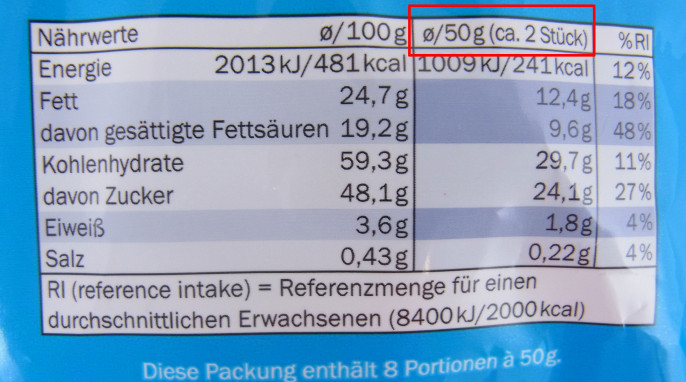 Nährwerte ø/100g ø/50g (ca. 2 Stück) %RI
Energie 2013kJ/481kcal 1009kJ/241kcal 12%
Fett 24,7g 12,4g 18%
davon gesättigte Fettsäuren 19,2g 9,6g 48%
Kohlenhydrate 59,3g 29,7g 11%
davon Zucker 48,1g 24,1g 27%
Eiweiß 3,6g 1,8g 4%
Salz 0,43g 0,22g 4%
RI (reference intake) = Referenzmenge für einen
durchschnittlichen Erwachsenen (8400kJ/2000kcal)
Diese Packung enthält 8 Portionen à 50g.